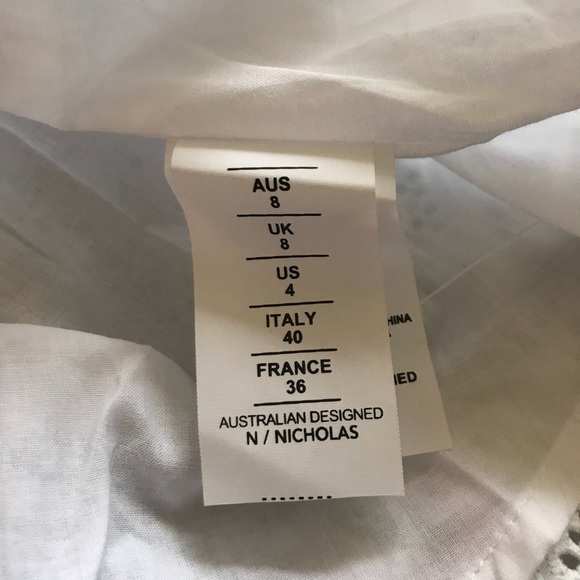 AUS
8
UK
8
US
4
ITALY
40
FRANCE
36
AUSTRALIAN DESIGNED
N / NICHOLAS